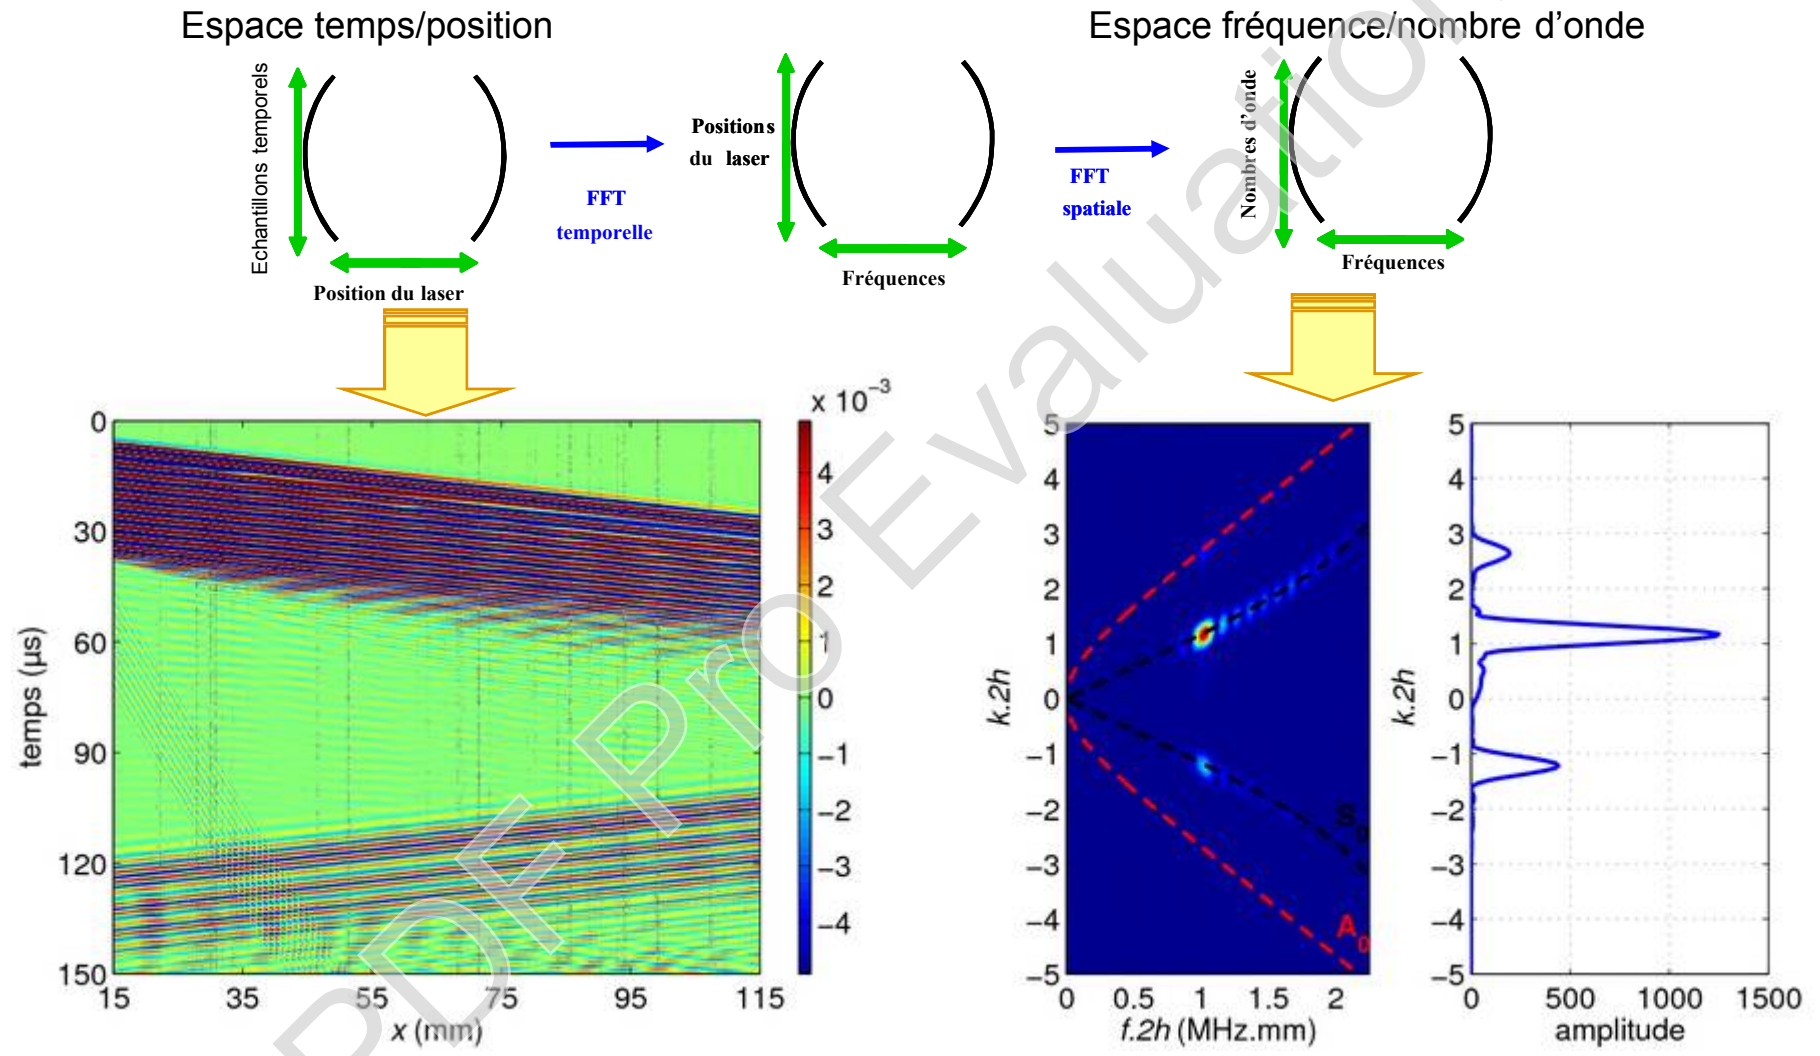 Espace temps/position
Espace fréquence/nombre d'onde
Echantillons temporels
Position du laser
FFT
temporelle
Positions
du laser
Fréquences
FFT
spatiale
Nombres d'onde
Fréquences
x 10⁻³
4
3
2
1
0
−1
−2
−3
−4
temps (µs)
0
30
60
90
120
150
15 35 55 75 95 115
x (mm)
k.2h
5
4
3
2
1
0
−1
−2
−3
−4
−5
S₀
A₀
0 0.5 1 1.5 2
f.2h (MHz.mm)
k.2h
5
4
3
2
1
0
−1
−2
−3
−4
−5
0 500 1000 1500
amplitude
PDF Pro Evaluation